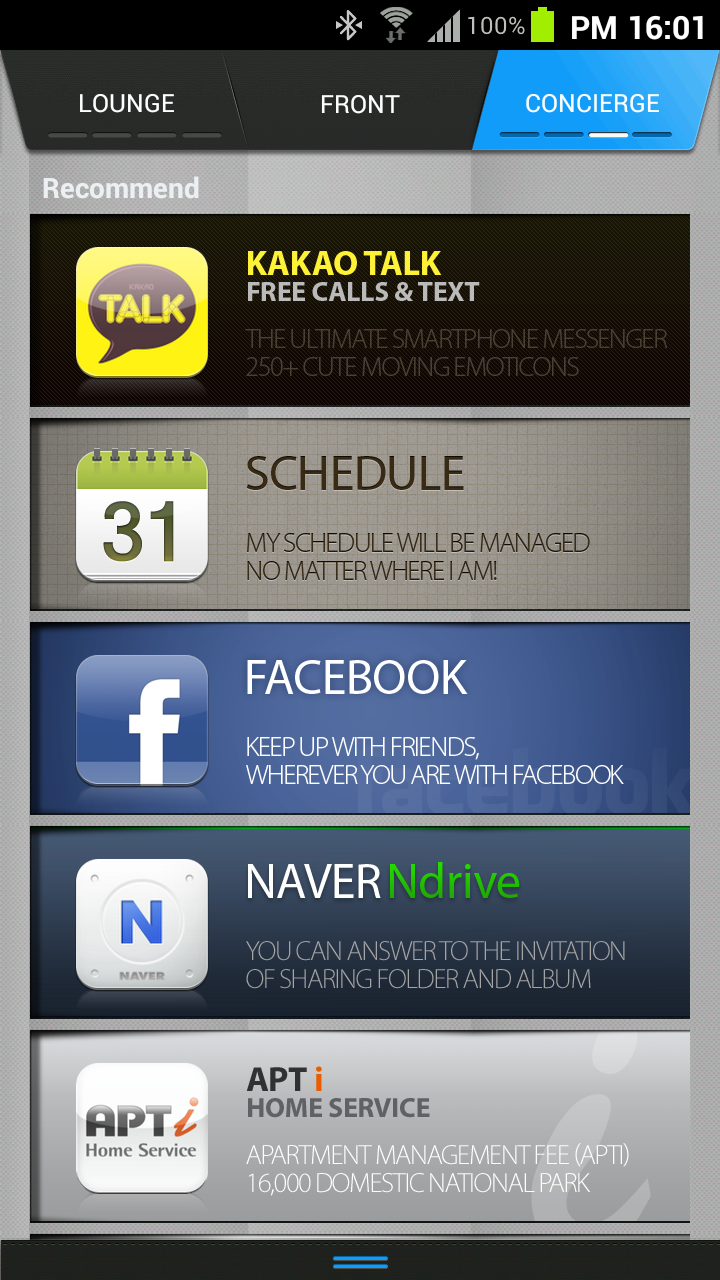 100% PM 16:01
LOUNGE FRONT CONCIERGE
Recommend
KAKAO TALK
FREE CALLS & TEXT
KAKAO
TALK
THE ULTIMATE SMARTPHONE MESSENGER
250+ CUTE MOVING EMOTICONS
SCHEDULE
31
MY SCHEDULE WILL BE MANAGED
NO MATTER WHERE I AM!
FACEBOOK
f
KEEP UP WITH FRIENDS,
WHEREVER YOU ARE WITH FACEBOOK
facebook
NAVER Ndrive
N
NAVER
YOU CAN ANSWER TO THE INVITATION
OF SHARING FOLDER AND ALBUM
APT i
HOME SERVICE
APTi
Home Service
APARTMENT MANAGEMENT FEE (APTI)
16,000 DOMESTIC NATIONAL PARK
i